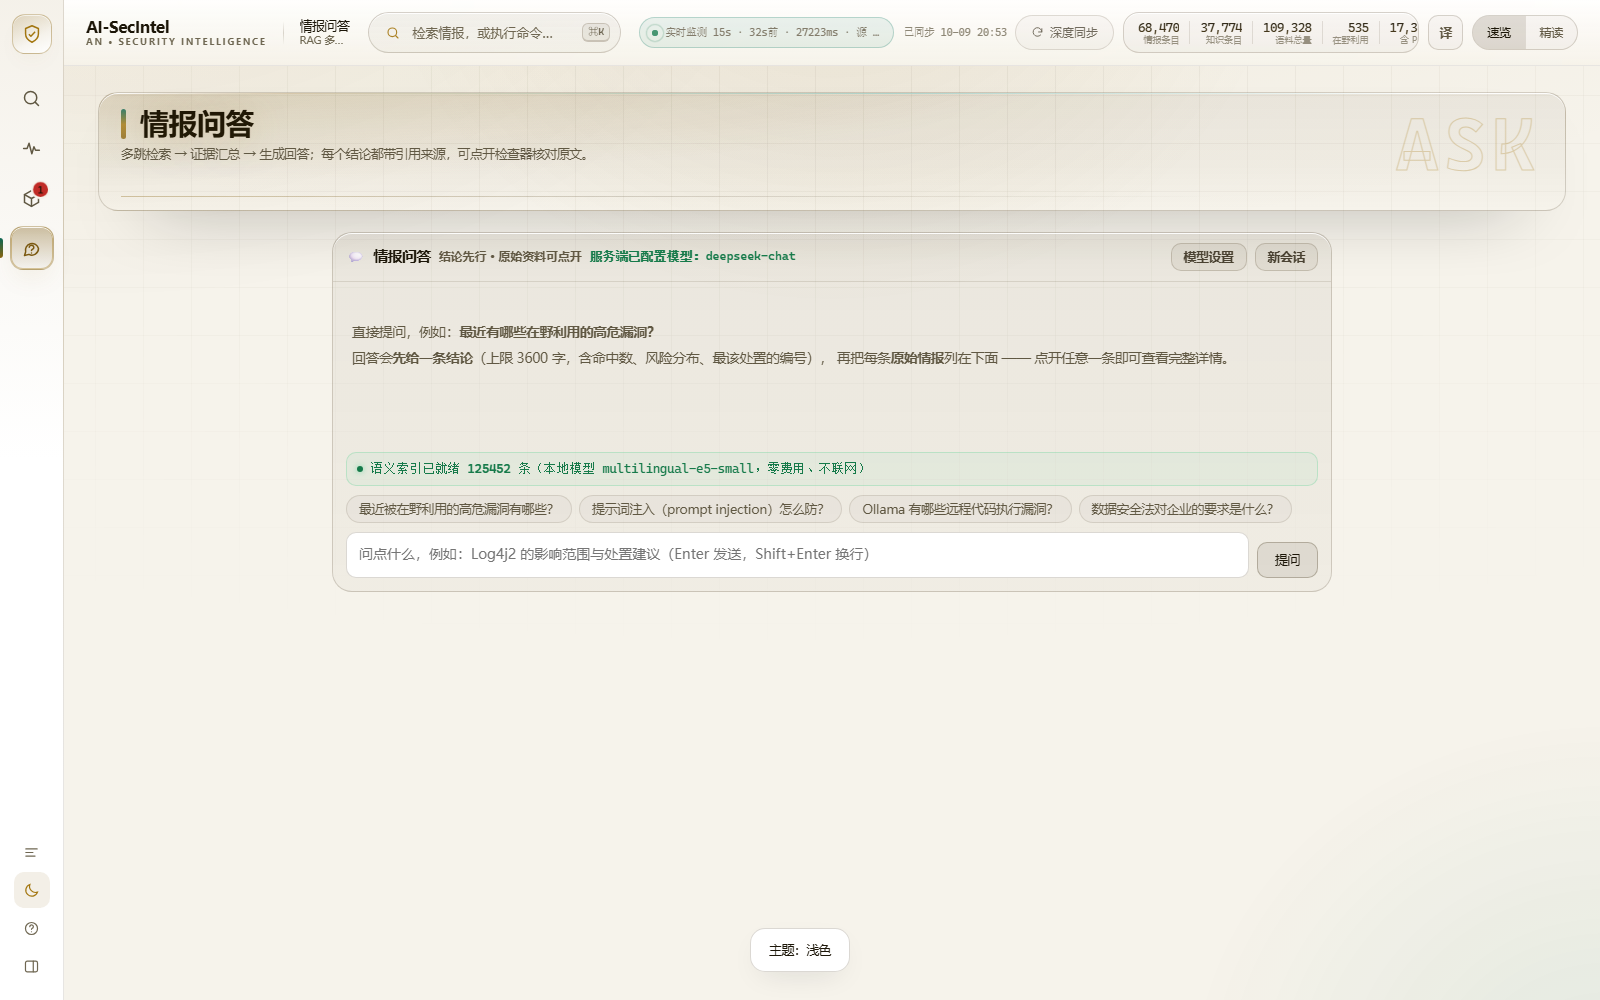 AI-SecIntel
AN • SECURITY INTELLIGENCE
情报问答
RAG 多...
检索情报，或执行命令...
⌘K
实时监测 15s · 32s前 · 27223ms · 源 …
已同步 10-09 20:53
深度同步
68,470
情报条目
37,774
知识条目
109,328
语料总量
535
在野利用
17,3
含 P
译
速览
精读
1
情报问答
多跳检索 → 证据汇总 → 生成回答；每个结论都带引用来源，可点开检查器核对原文。
ASK
情报问答 结论先行 • 原始资料可点开 服务端已配置模型：deepseek-chat
模型设置
新会话
直接提问，例如：最近有哪些在野利用的高危漏洞？
回答会先给一条结论（上限 3600 字，含命中数、风险分布、最该处置的编号）， 再把每条原始情报列在下面 —— 点开任意一条即可查看完整详情。
语义索引已就绪 125452 条（本地模型 multilingual-e5-small，零费用、不联网）
最近被在野利用的高危漏洞有哪些？
提示词注入（prompt injection）怎么防？
Ollama 有哪些远程代码执行漏洞？
数据安全法对企业的要求是什么？
问点什么，例如：Log4j2 的影响范围与处置建议（Enter 发送，Shift+Enter 换行）
提问
主题：浅色